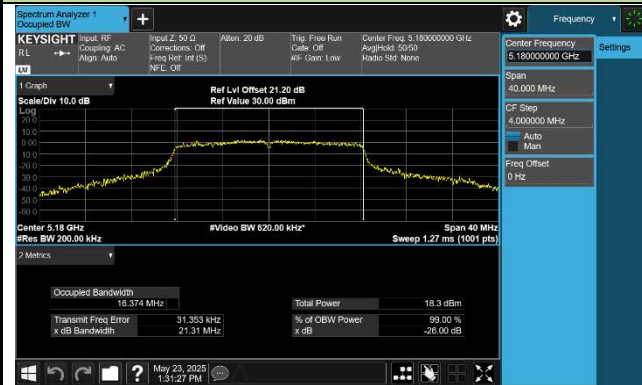 Spectrum Analyzer 1
Occupied BW
Frequency
KEYSIGHT
RL
LXI
Input: RF
Coupling: AC
Align: Auto
Input Z: 50 Ω
Corrections: Off
Freq Ref: Int (S)
NFE: Off
Atten: 20 dB
Trig: Free Run
Gate: Off
#IF Gain: Low
Center Freq: 5.180000000 GHz
Avg|Hold: 50/50
Radio Std: None
Center Frequency
5.180000000 GHz
Settings
Span
40.000 MHz
CF Step
4.000000 MHz
Auto
Man
Freq Offset
0 Hz
1 Graph
Scale/Div 10.0 dB
Ref Lvl Offset 21.20 dB
Ref Value 30.00 dBm
Log
20.0
10.0
0.00
-10.0
-20.0
-30.0
-40.0
-50.0
-60.0
Center 5.18 GHz
#Res BW 200.00 kHz
#Video BW 620.00 kHz*
Span 40 MHz
Sweep 1.27 ms (1001 pts)
2 Metrics
Occupied Bandwidth
16.374 MHz
Transmit Freq Error 31.353 kHz
x dB Bandwidth 21.31 MHz
Total Power 18.3 dBm
% of OBW Power 99.00 %
x dB -26.00 dB
?
May 23, 2025
1:31:27 PM